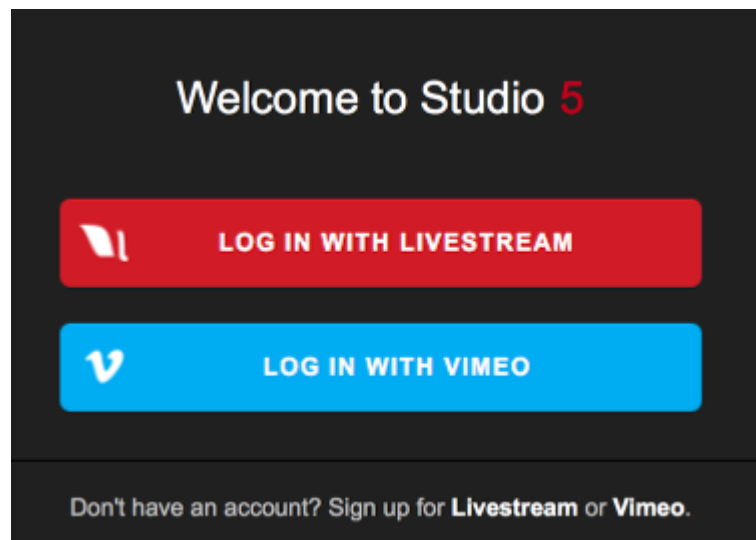 Welcome to Studio 5
LOG IN WITH LIVESTREAM
LOG IN WITH VIMEO
Don't have an account? Sign up for Livestream or Vimeo.